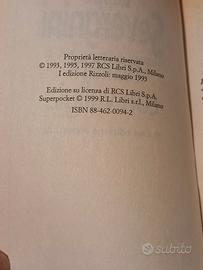 Proprietà letteraria riservata
© 1993, 1995, 1997 RCS Libri S.p.A., Milano
I edizione Rizzoli: maggio 1993
Edizione su licenza di RCS Libri S.p.A.
Superpocket © 1999 R.L. Libri s.r.l., Milano
ISBN 88-462-0094-2
subito